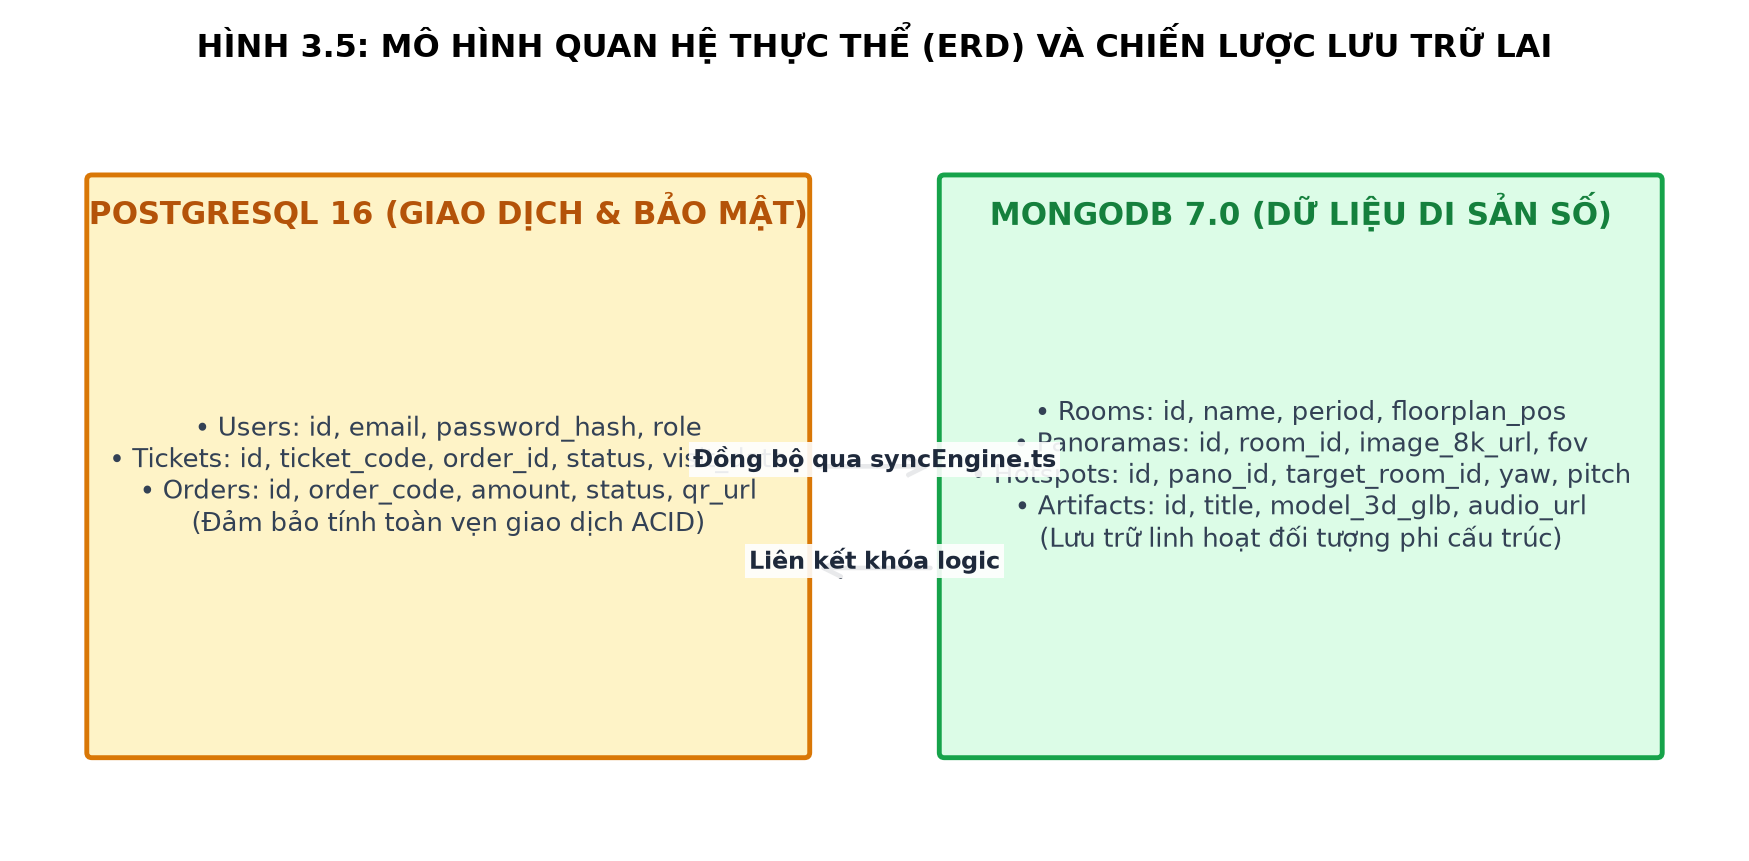 HÌNH 3.5: MÔ HÌNH QUAN HỆ THỰC THỂ (ERD) VÀ CHIẾN LƯỢC LƯU TRỮ LAI
POSTGRESQL 16 (GIAO DỊCH & BẢO MẬT)
• Users: id, email, password_hash, role
• Tickets: id, ticket_code, order_id, status,
• Orders: id, order_code, amount, status, qr_url
(Đảm bảo tính toàn vẹn giao dịch ACID)
Đồng bộ qua syncEngine.ts
Liên kết khóa logic
MONGODB 7.0 (DỮ LIỆU DI SẢN SỐ)
• Rooms: id, name, period, floorplan_pos
• Panoramas: id, room_id, image_8k_url, fov
• Hotspots: id, pano_id, target_room_id, yaw, pitch
• Artifacts: id, title, model_3d_glb, audio_url
(Lưu trữ linh hoạt đối tượng phi cấu trúc)